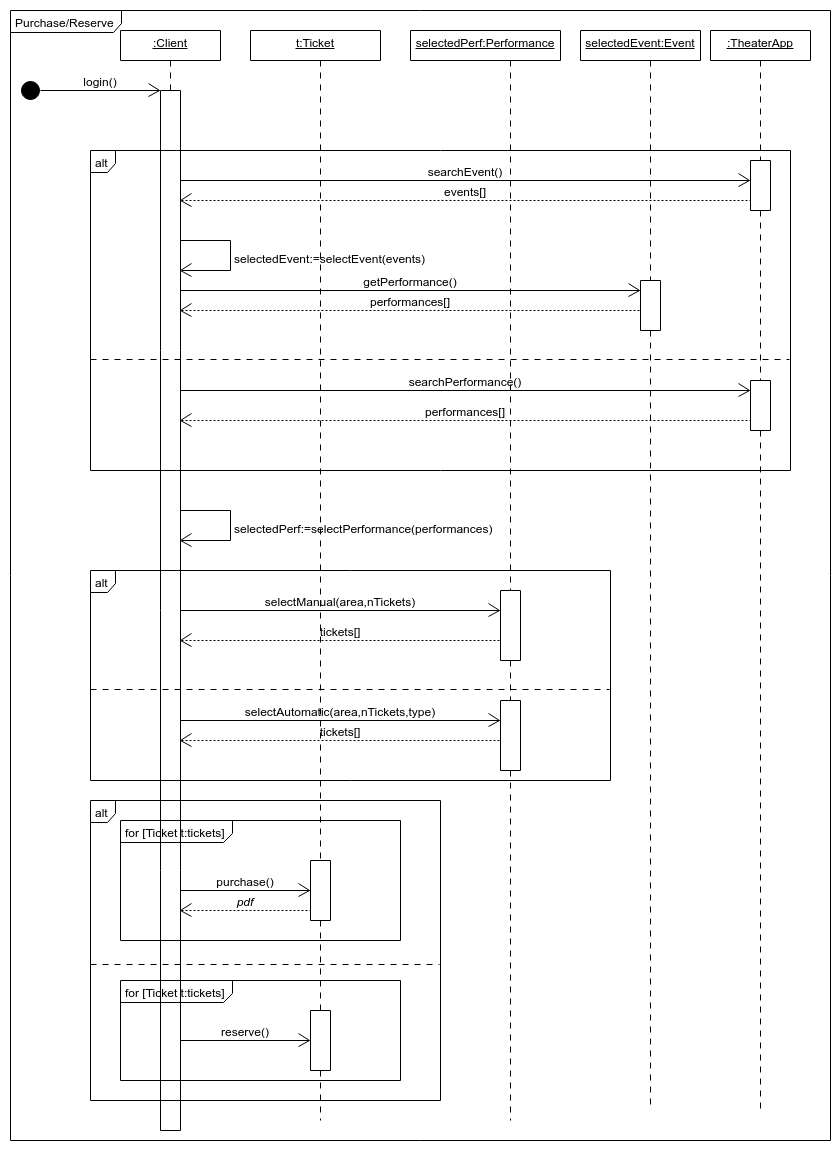 Purchase/Reserve
:Client
t:Ticket
selectedPerf:Performance
selectedEvent:Event
:TheaterApp
login()
alt
searchEvent()
events[]
selectedEvent:=selectEvent(events)
getPerformance()
performances[]
searchPerformance()
performances[]
selectedPerf:=selectPerformance(performances)
alt
selectManual(area,nTickets)
tickets[]
selectAutomatic(area,nTickets,type)
tickets[]
alt
for [Ticket t:tickets]
purchase()
pdf
for [Ticket t:tickets]
reserve()